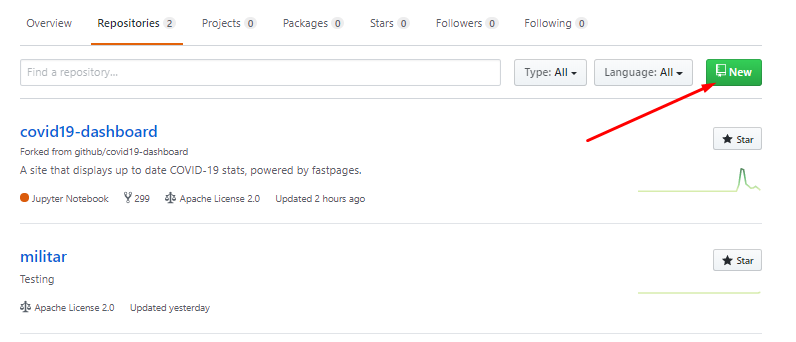 Overview Repositories 2 Projects 0 Packages 0 Stars 0 Followers 0 Following 0
Find a repository... Type: All Language: All New
covid19-dashboard
Star
Forked from github/covid19-dashboard
A site that displays up to date COVID-19 stats, powered by fastpages.
Jupyter Notebook 299 Apache License 2.0 Updated 2 hours ago
militar
Star
Testing
Apache License 2.0 Updated yesterday